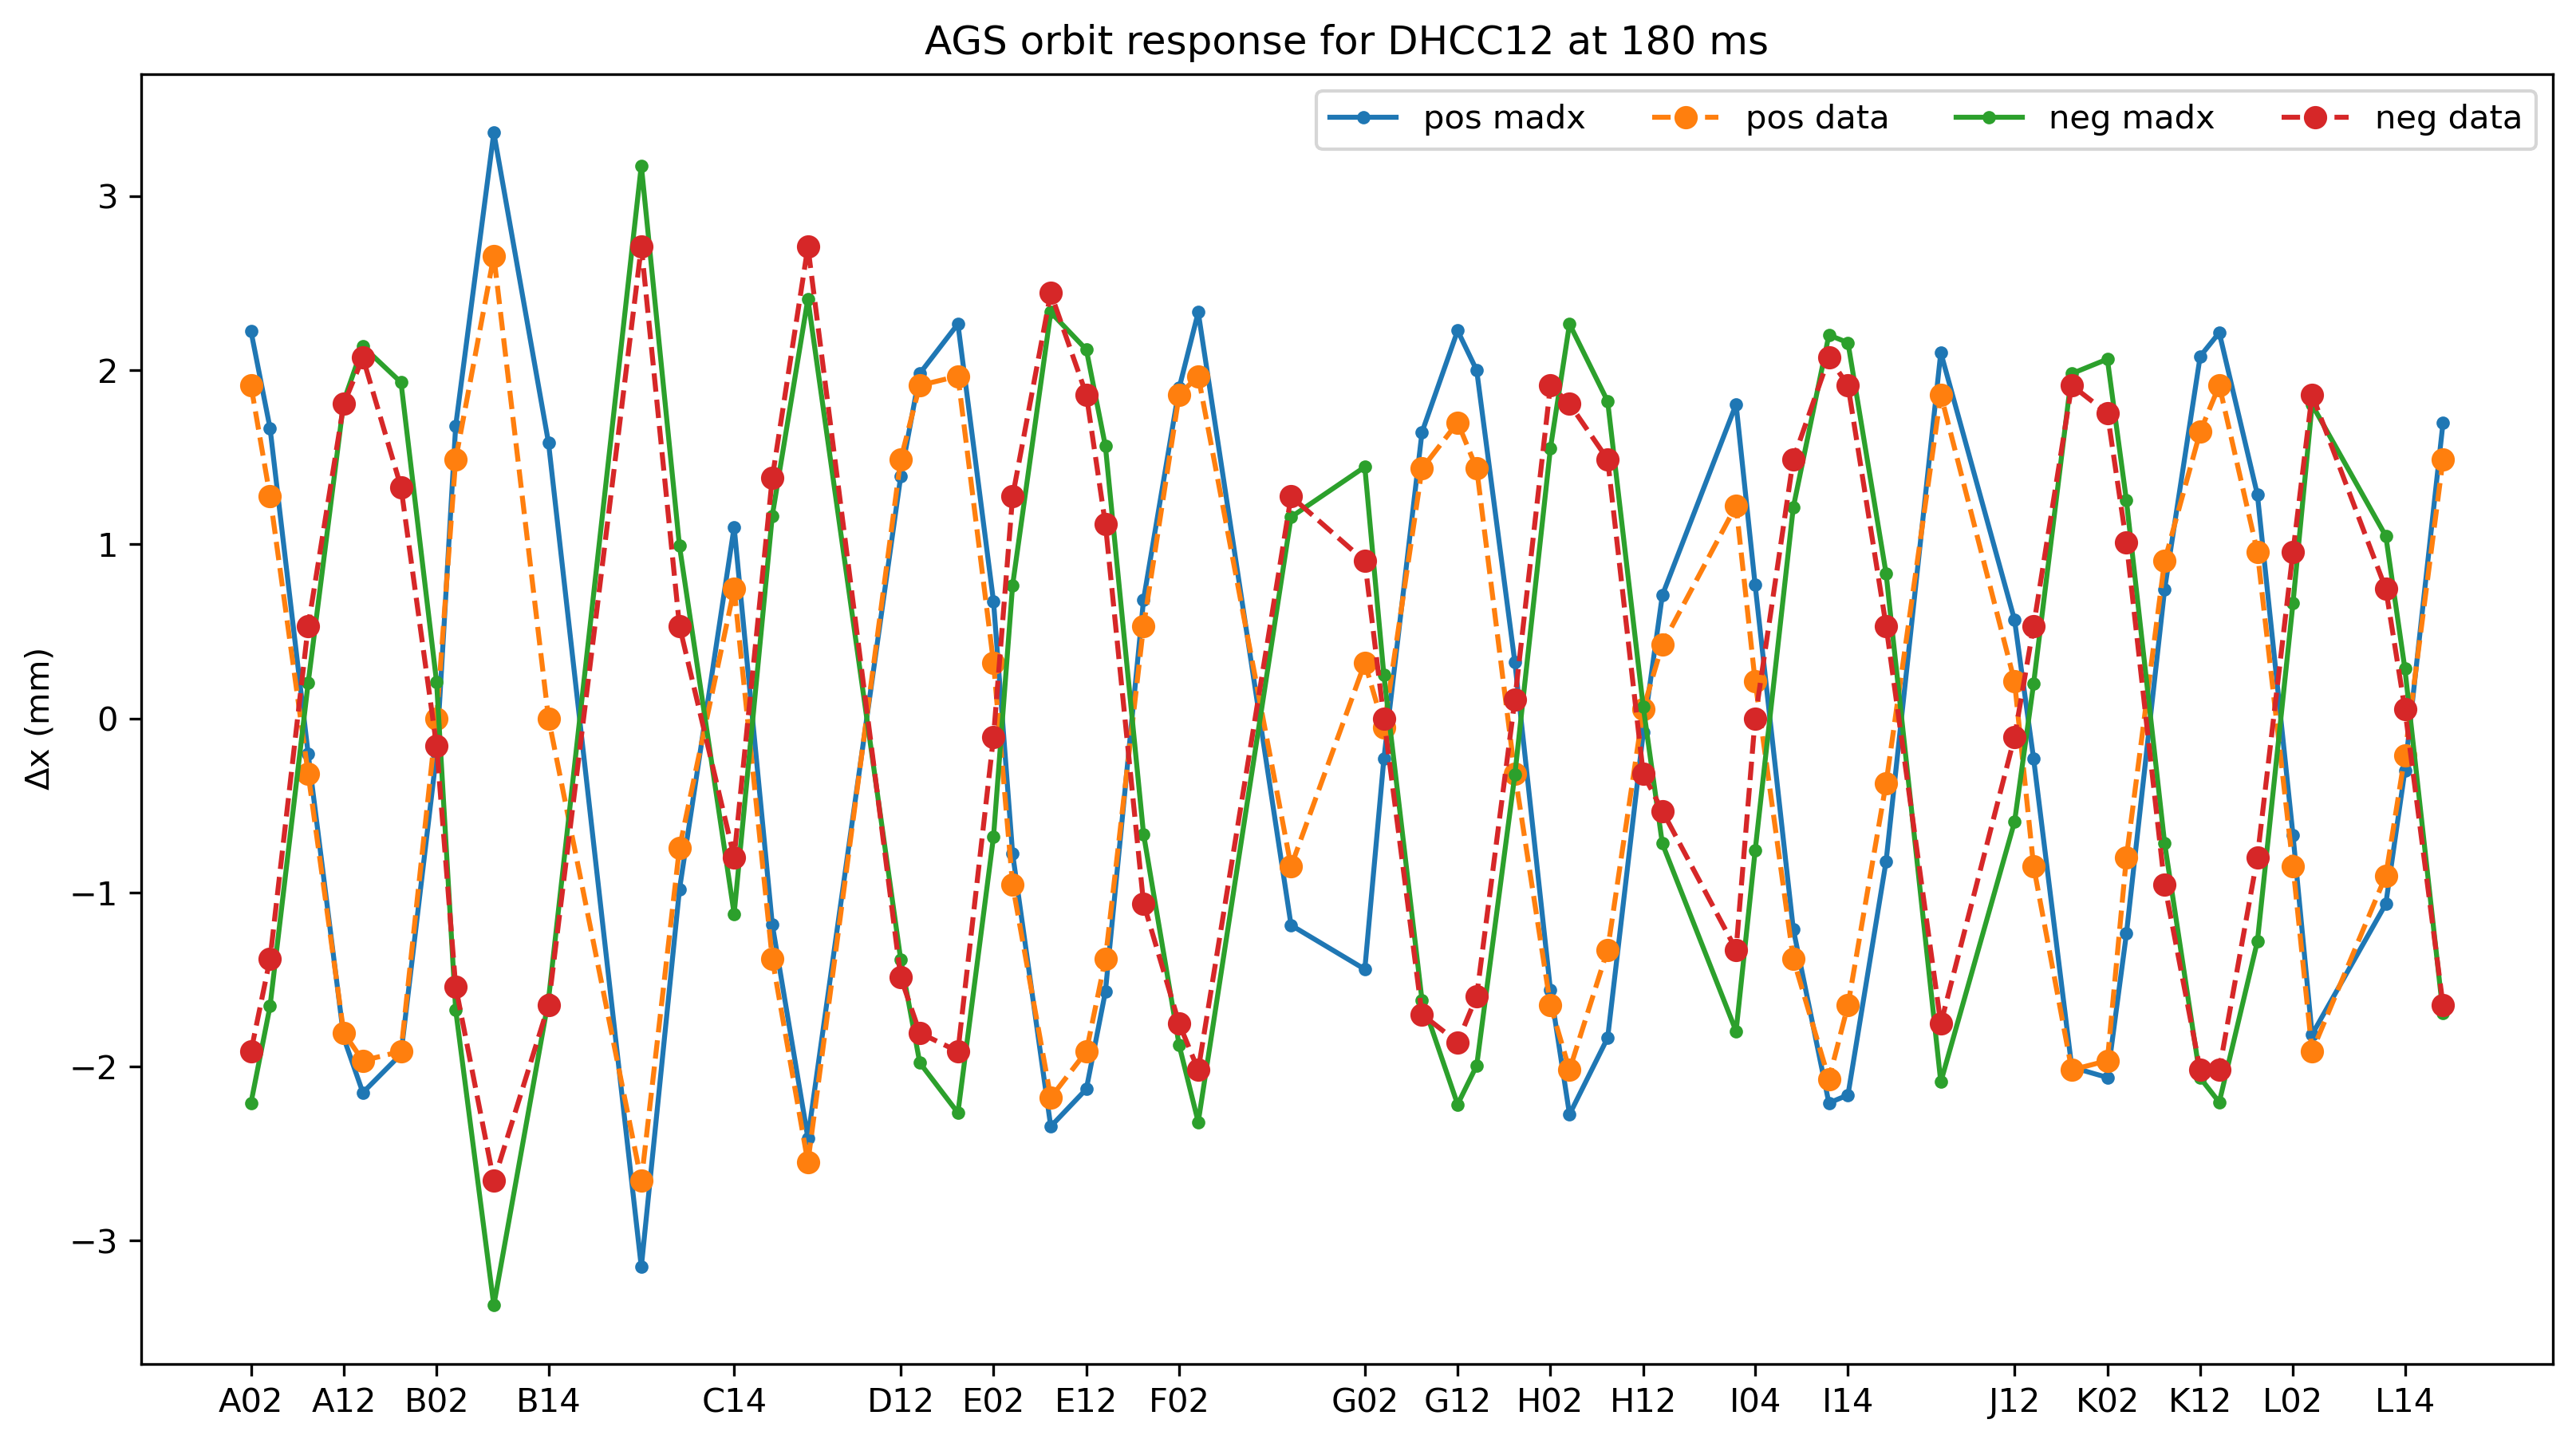 AGS orbit response for DHCC12 at 180 ms
pos madx pos data neg madx neg data
Δx (mm)
3
2
1
0
−1
−2
−3
A02 A12 B02 B14 C14 D12 E02 E12 F02 G02 G12 H02 H12 I04 I14 J12 K02 K12 L02 L14